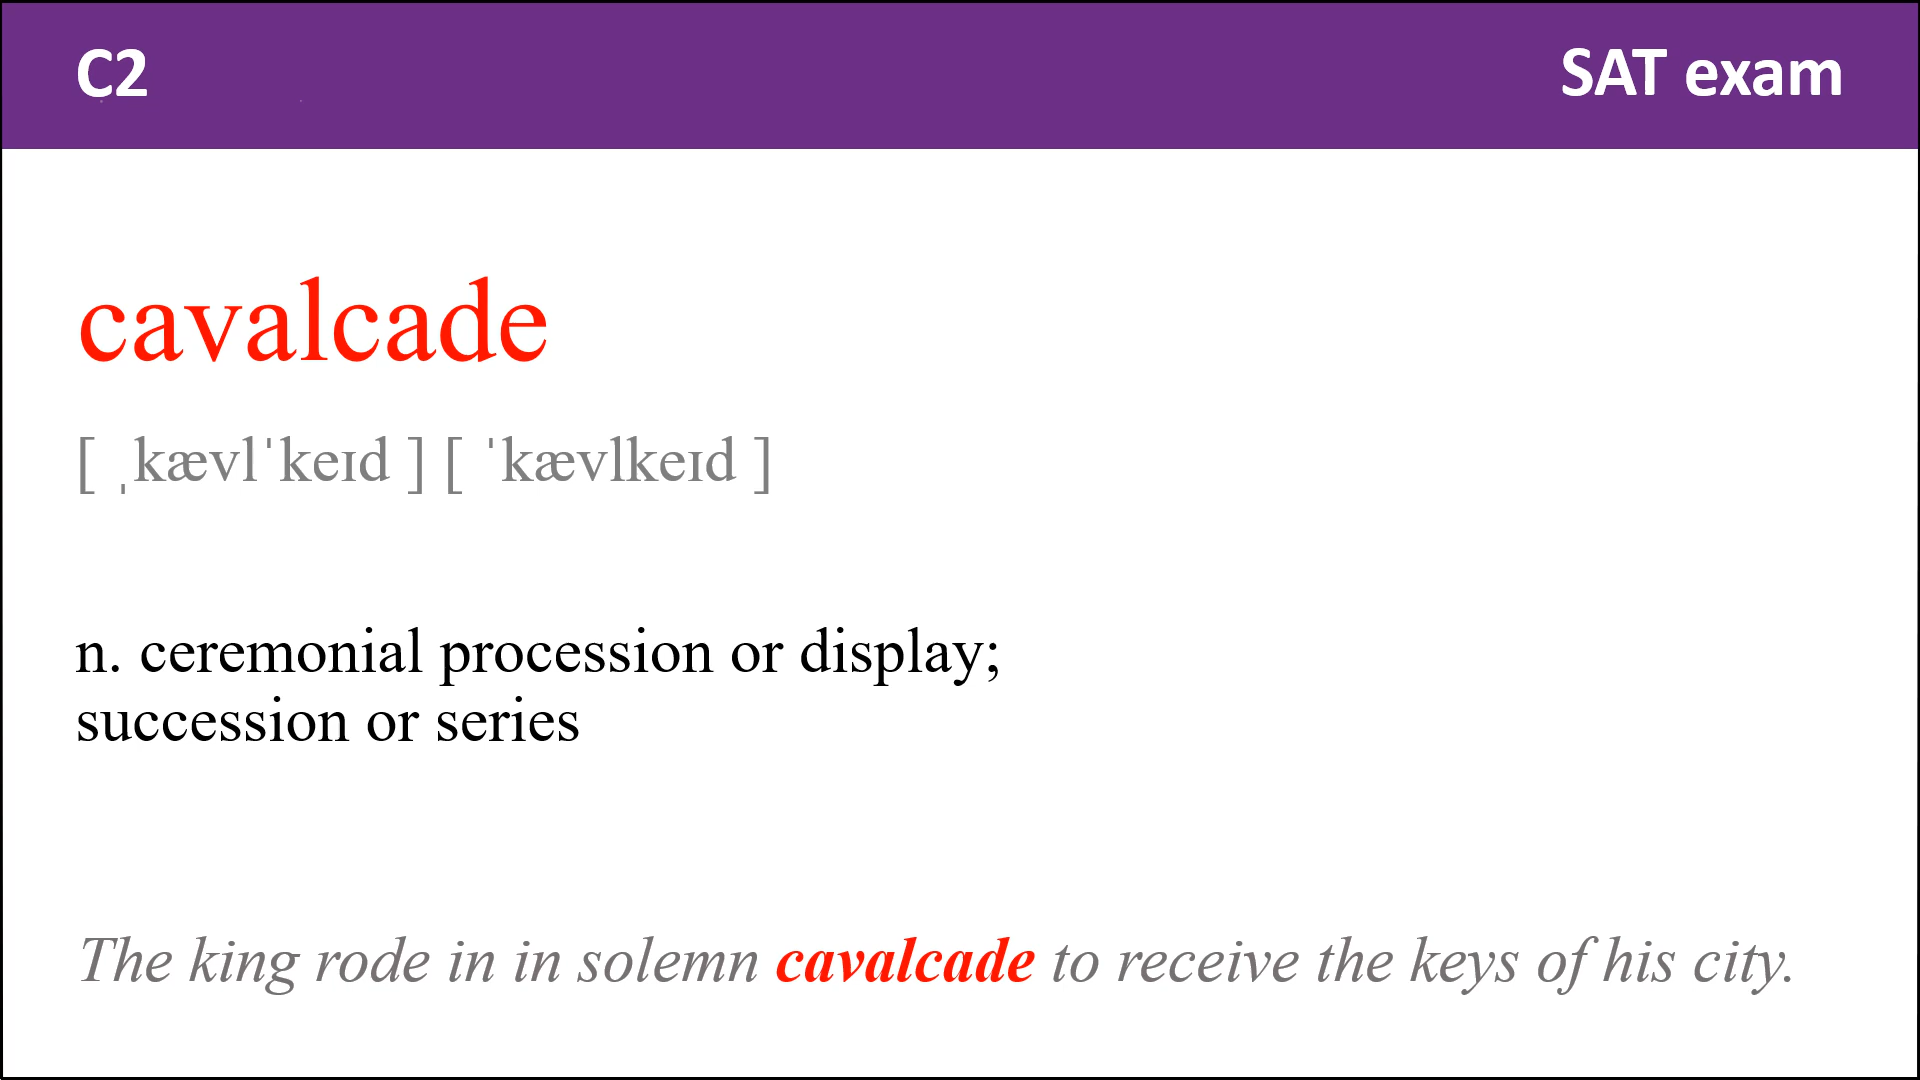 C2 SAT exam
cavalcade
[ ˌkævlˈkeɪd ] [ ˈkævlkeɪd ]
n. ceremonial procession or display;
succession or series
The king rode in in solemn cavalcade to receive the keys of his city.